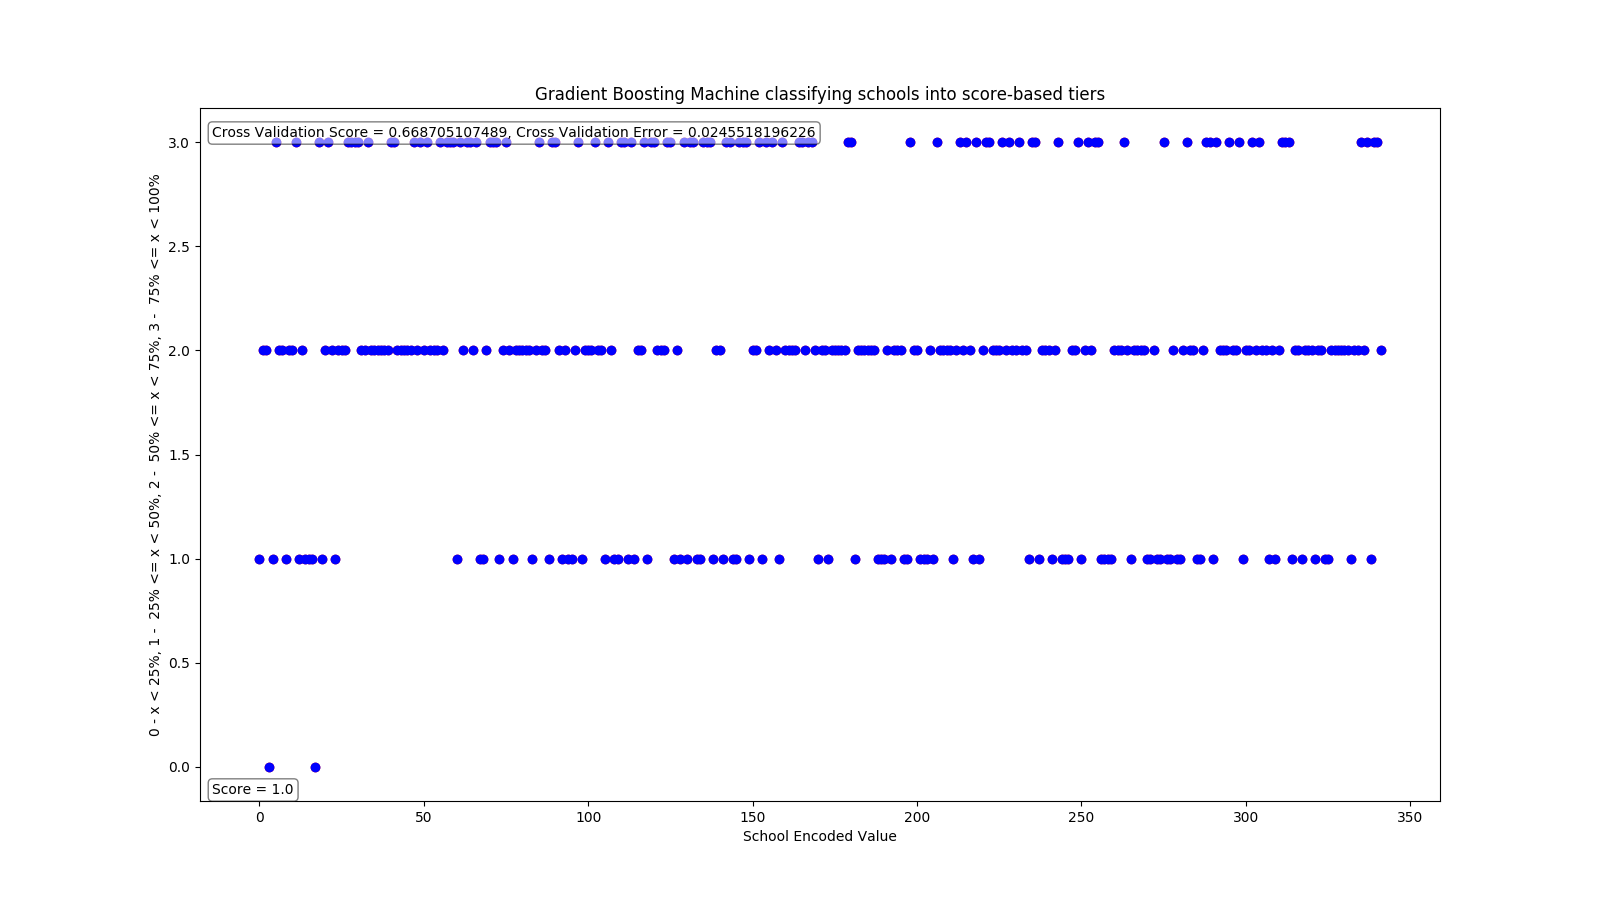 Gradient Boosting Machine classifying schools into score-based tiers
Cross Validation Score = 0.668705107489, Cross Validation Error = 0.0245518196226
3.0
2.5
2.0
1.5
1.0
0.5
0.0
0 - x < 25%, 1 - 25% <= x < 50%, 2 - 50% <= x < 75%, 3 - 75% <= x < 100%
Score = 1.0
0 50 100 150 200 250 300 350
School Encoded Value